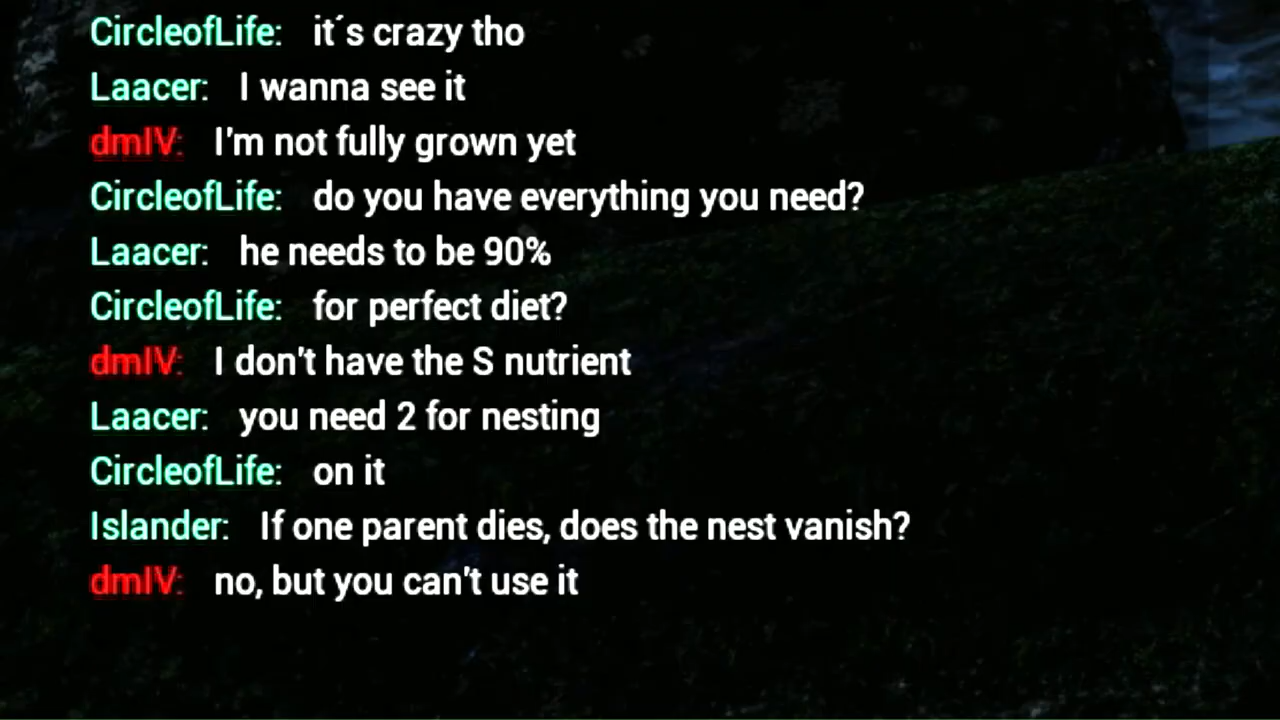 CircleofLife: it´s crazy tho
Laacer: I wanna see it
dmIV: I'm not fully grown yet
CircleofLife: do you have everything you need?
Laacer: he needs to be 90%
CircleofLife: for perfect diet?
dmIV: I don't have the S nutrient
Laacer: you need 2 for nesting
CircleofLife: on it
Islander: If one parent dies, does the nest vanish?
dmIV: no, but you can't use it